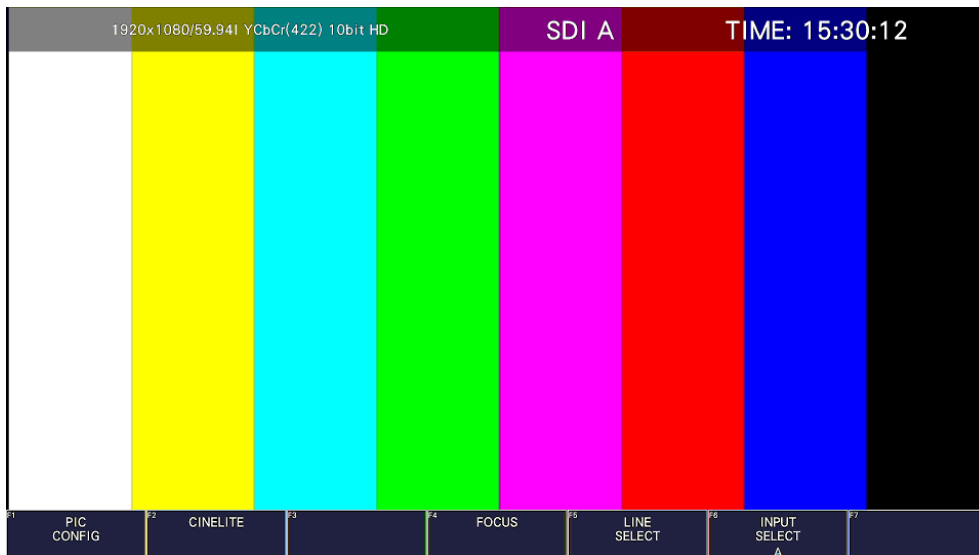 1920x1080/59.94I YCbCr(422) 10bit HD SDI A TIME: 15:30:12
F1 PIC CONFIG
F2 CINELITE
F3
F4 FOCUS
F5 LINE SELECT
F6 INPUT SELECT A
F7